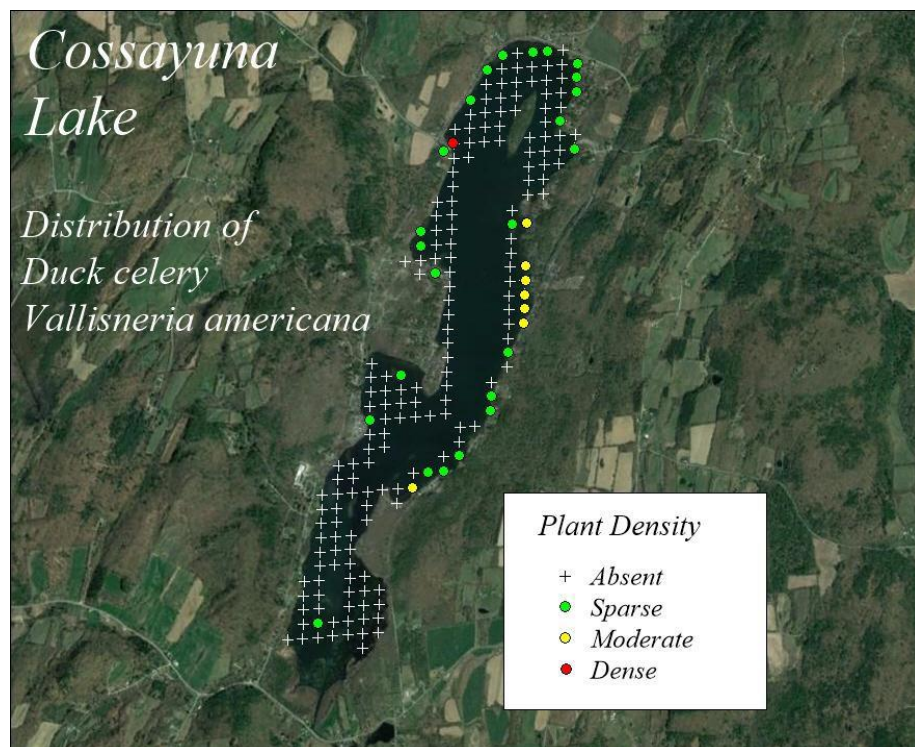 Cossayuna
Lake
Distribution of
Duck celery
Vallisneria americana
Plant Density
Absent
Sparse
Moderate
Dense